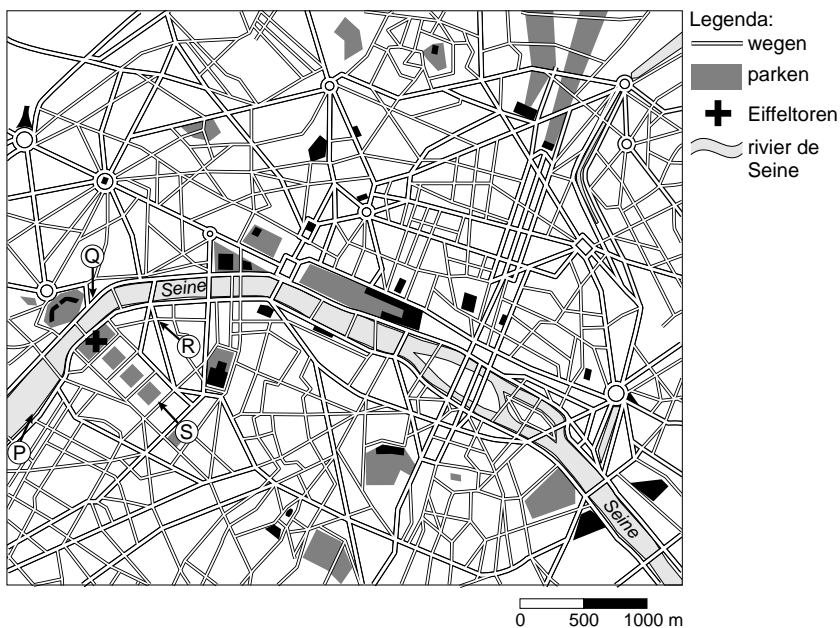 Legenda:
wegen
parken
Eiffeltoren
rivier de
Seine
Q
Seine
R
P
S
Seine
0 500 1000 m